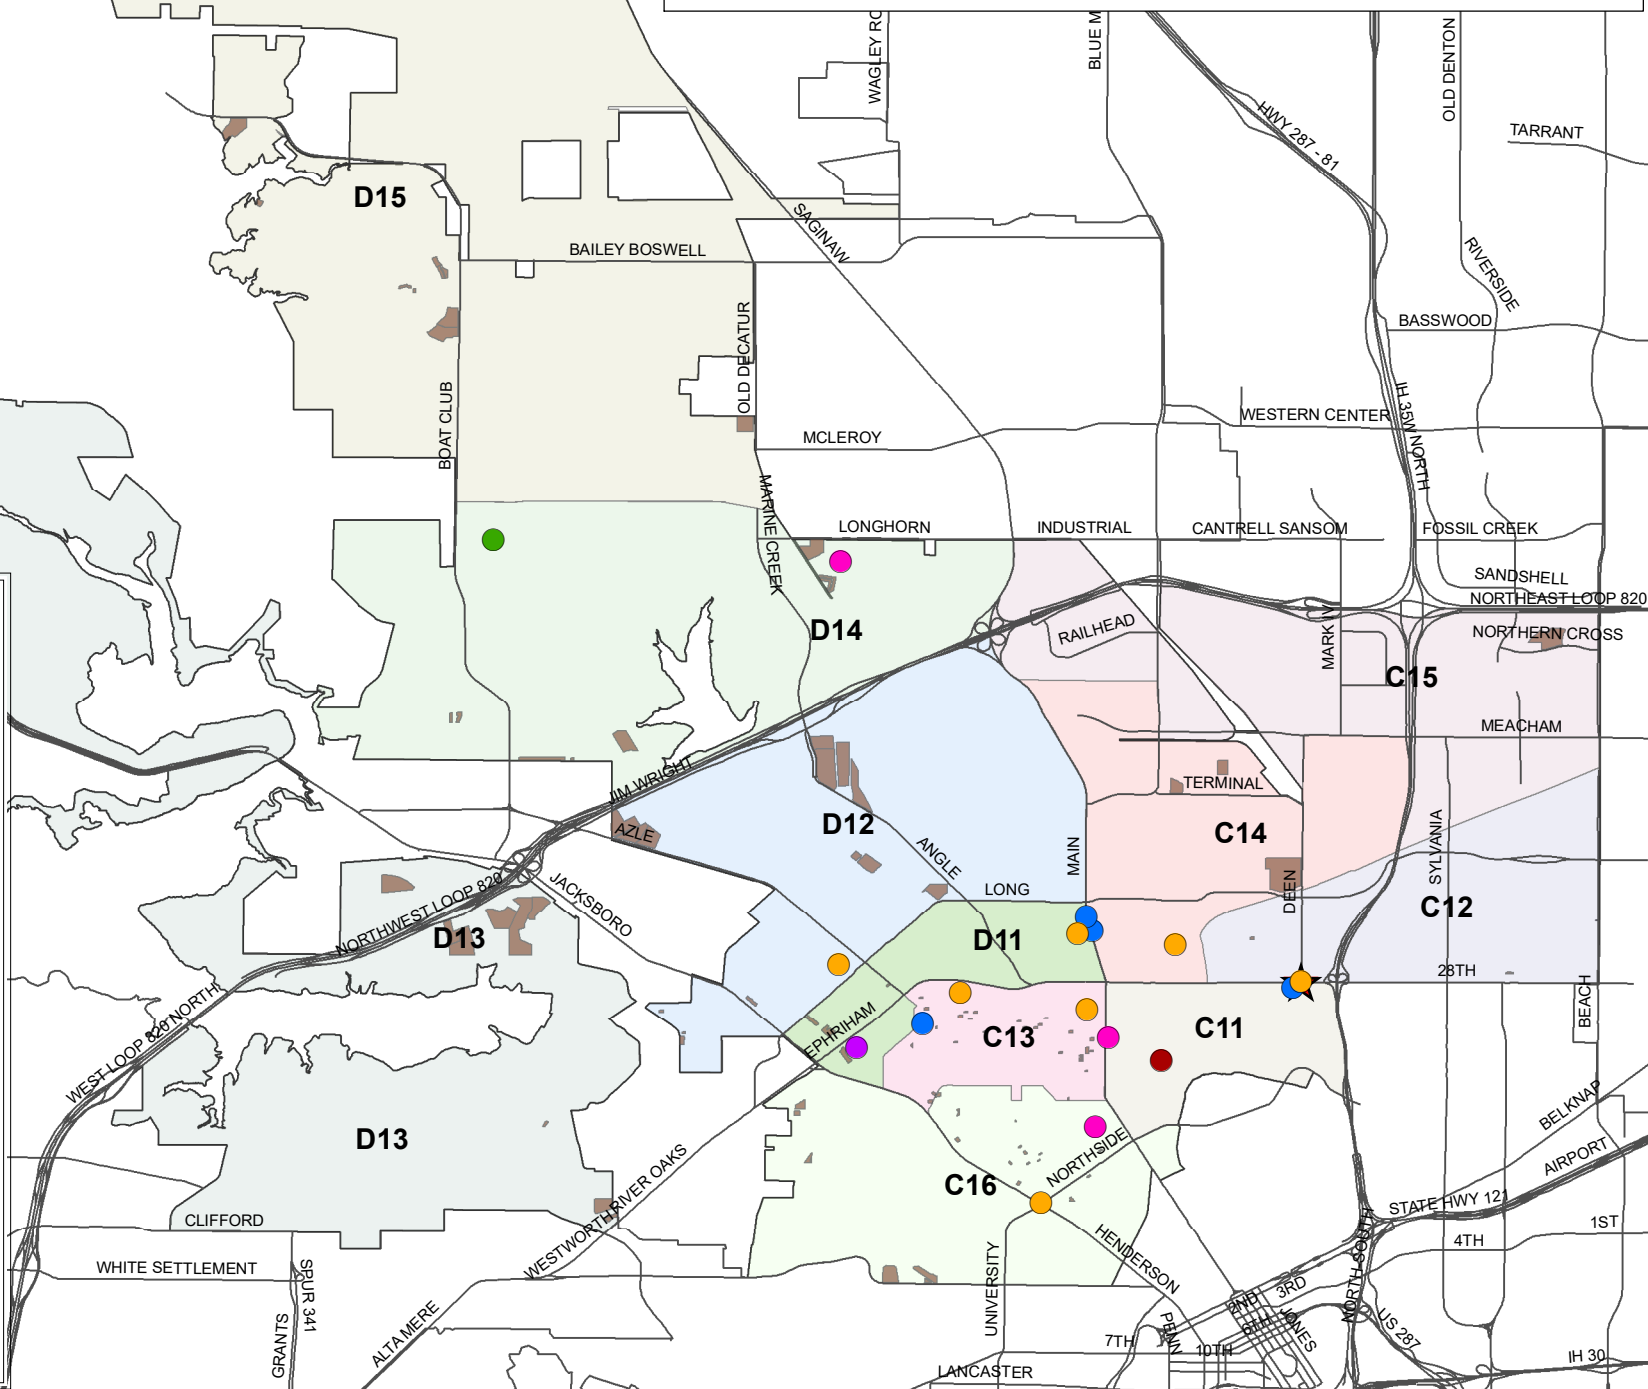 WAGLEY RO
BLUE M
OLD DENTON
HWY 287 - 81
TARRANT
D15
SAGINAW
BAILEY BOSWELL
RIVERSIDE
BASSWOOD
OLD DECATUR
BOAT CLUB
IH 35W NORTH
WESTERN CENTER
MCLEROY
MARINE CREEK
LONGHORN
INDUSTRIAL
CANTRELL SANSOM
FOSSIL CREEK
SANDSHELL
NORTHEAST LOOP 820
D14
RAILHEAD
MARK IV
NORTHERN CROSS
C15
MEACHAM
JIM WRIGHT
TERMINAL
AZLE
D12
ANGLE
MAIN
C14
SYLVANIA
JACKSBORO
LONG
DEEN
C12
NORTHWEST LOOP 820
D13
D11
28TH
WEST LOOP 820 NORTH
EPHRIHAM
C13
C11
BEACH
D13
BELKNAP
NORTHSIDE
AIRPORT
RIVER OAKS
C16
STATE HWY 121
CLIFFORD
WESTWORTH
1ST
4TH
WHITE SETTLEMENT
SPUR 341
UNIVERSITY
HENDERSON
NORTH-SOUTH
2ND
3RD
GRANTS
ALTA MERE
PENN
6TH
JONES
US 287
7TH
10TH
LANCASTER
IH 30